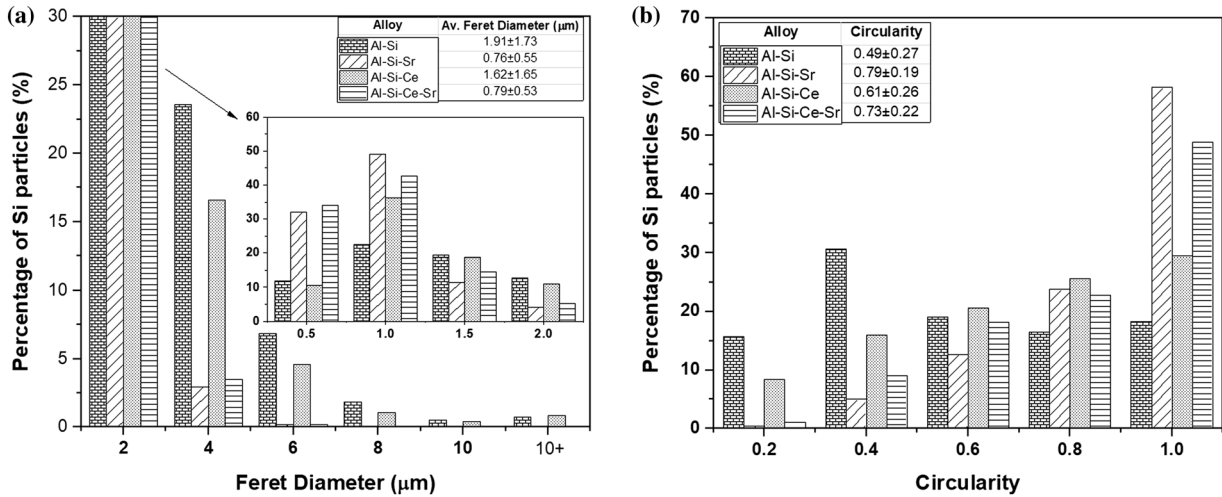 (a)
Percentage of Si particles (%)
30
25
20
15
10
5
0
2 4 6 8 10 10+
Feret Diameter (μm)
Alloy Av. Feret Diameter (μm)
Al-Si 1.91±1.73
Al-Si-Sr 0.76±0.55
Al-Si-Ce 1.62±1.65
Al-Si-Ce-Sr 0.79±0.53
60
50
40
30
20
10
0
0.5 1.0 1.5 2.0
(b)
Percentage of Si particles (%)
70
60
50
40
30
20
10
0
0.2 0.4 0.6 0.8 1.0
Circularity
Alloy Circularity
Al-Si 0.49±0.27
Al-Si-Sr 0.79±0.19
Al-Si-Ce 0.61±0.26
Al-Si-Ce-Sr 0.73±0.22